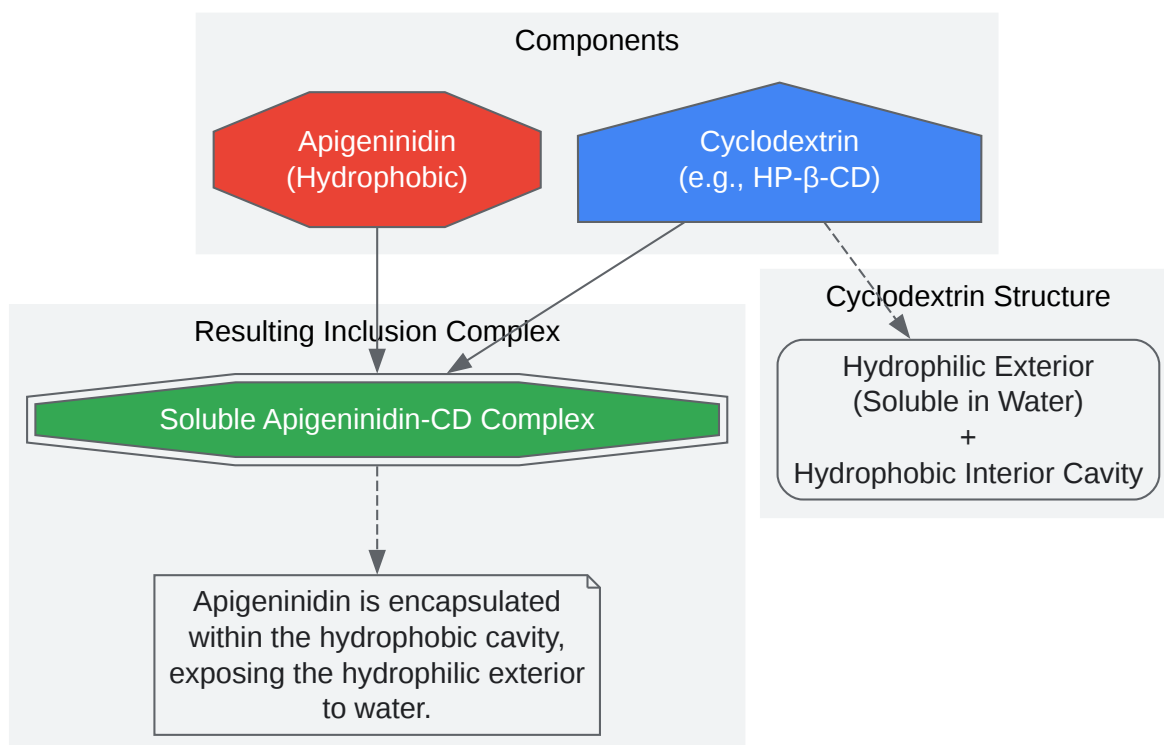 Components
Apigeninidin
(Hydrophobic)
Cyclodextrin
(e.g., HP-β-CD)
Cyclodextrin Structure
Hydrophilic Exterior
(Soluble in Water)
+
Hydrophobic Interior Cavity
Resulting Inclusion Complex
Soluble Apigeninidin-CD Complex
Apigeninidin is encapsulated
within the hydrophobic cavity,
exposing the hydrophilic exterior
to water.